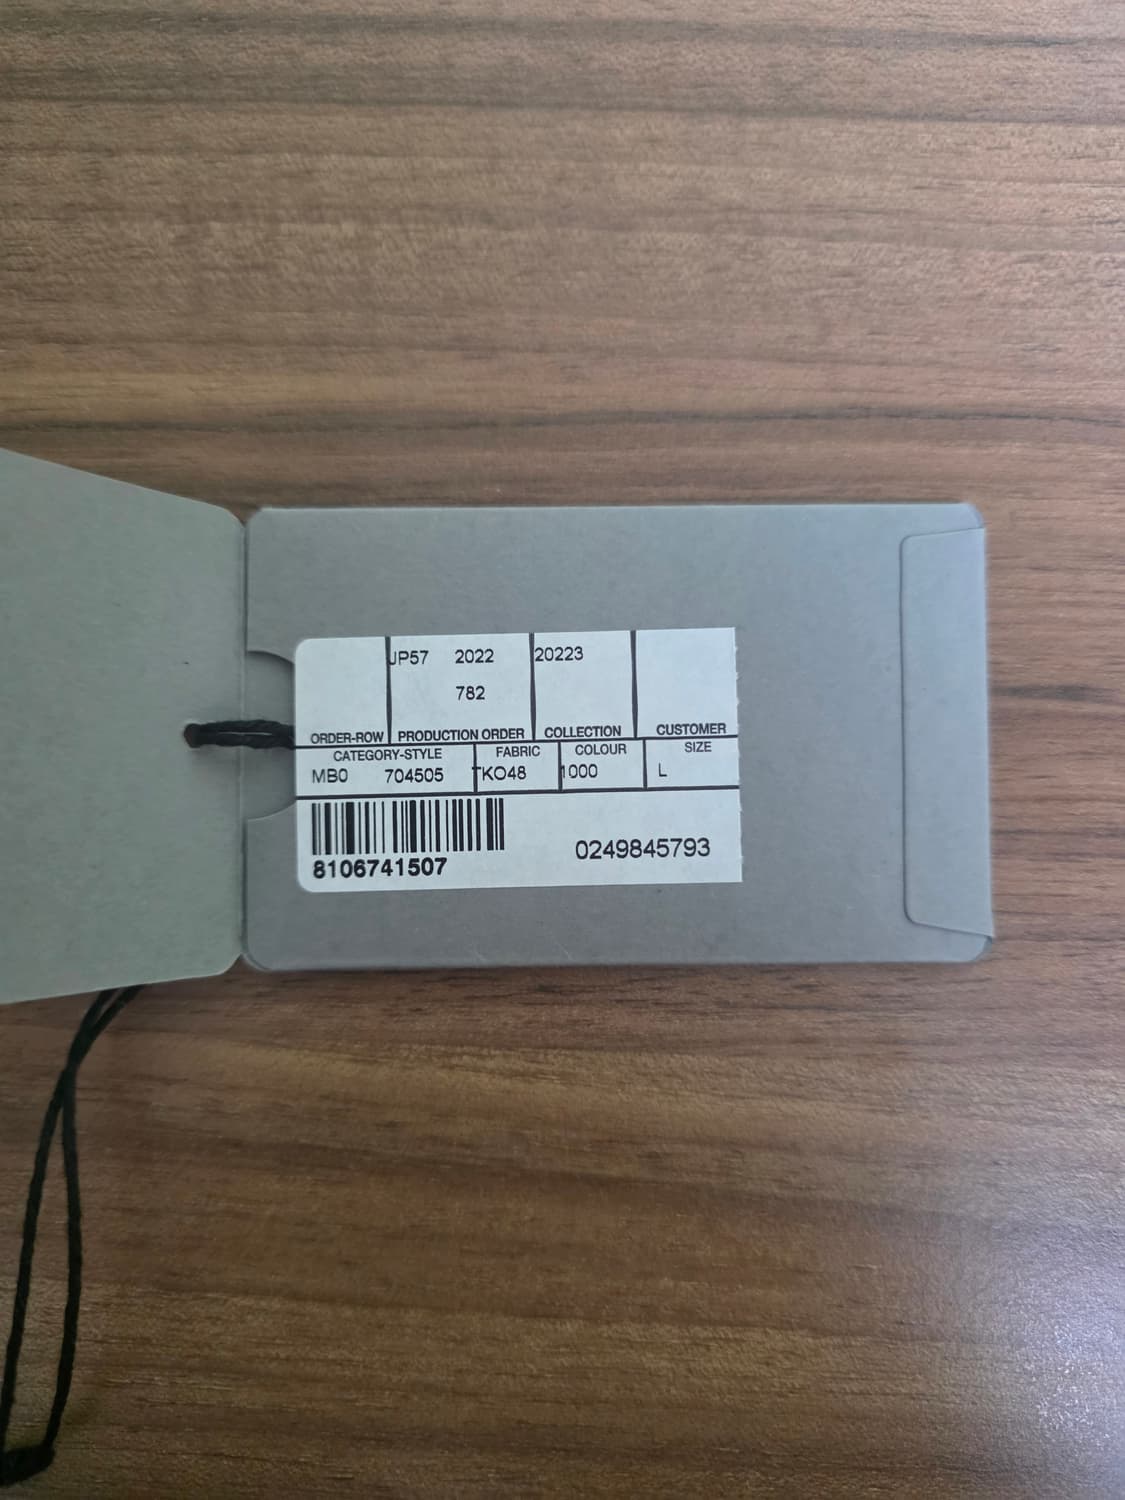 JP57 2022 20223
782
ORDER-ROW PRODUCTION ORDER COLLECTION CUSTOMER
CATEGORY-STYLE FABRIC COLOUR SIZE
MB0 704505 TKO48 1000 L
8106741507 0249845793